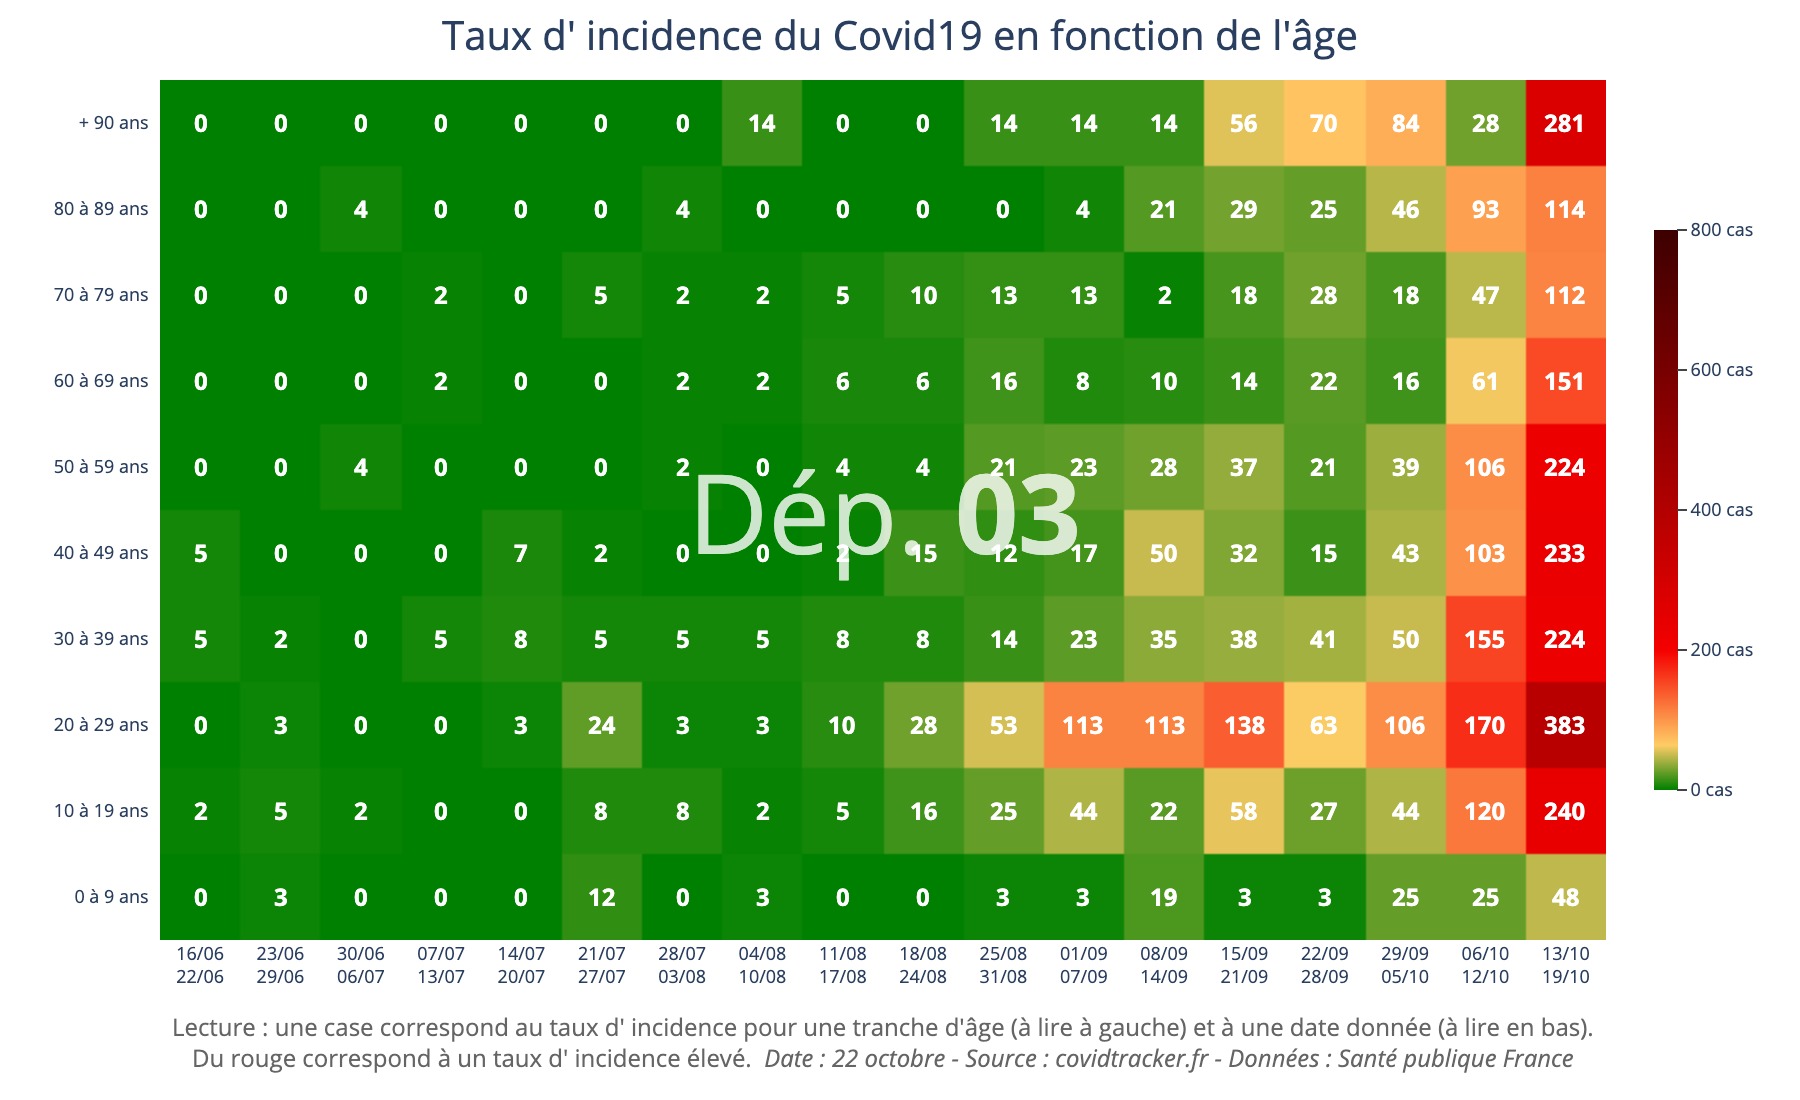 Taux d' incidence du Covid19 en fonction de l'âge
+ 90 ans 0 0 0 0 0 0 0 14 0 0 14 14 14 56 70 84 28 281
80 à 89 ans 0 0 4 0 0 0 4 0 0 0 0 4 21 29 25 46 93 114
70 à 79 ans 0 0 0 2 0 5 2 2 5 10 13 13 2 18 28 18 47 112
60 à 69 ans 0 0 0 2 0 0 2 2 6 6 16 8 10 14 22 16 61 151
50 à 59 ans 0 0 4 0 0 0 2 0 4 4 21 23 28 37 21 39 106 224
Dép. 03
40 à 49 ans 5 0 0 0 7 2 0 0 2 15 12 17 50 32 15 43 103 233
30 à 39 ans 5 2 0 5 8 5 5 5 8 8 14 23 35 38 41 50 155 224
20 à 29 ans 0 3 0 0 3 24 3 3 10 28 53 113 113 138 63 106 170 383
10 à 19 ans 2 5 2 0 0 8 8 2 5 16 25 44 22 58 27 44 120 240
0 à 9 ans 0 3 0 0 0 12 0 3 0 0 3 3 19 3 3 25 25 48
16/06 23/06 30/06 07/07 14/07 21/07 28/07 04/08 11/08 18/08 25/08 01/09 08/09 15/09 22/09 29/09 06/10 13/10
22/06 29/06 06/07 13/07 20/07 27/07 03/08 10/08 17/08 24/08 31/08 07/09 14/09 21/09 28/09 05/10 12/10 19/10
800 cas
600 cas
400 cas
200 cas
0 cas
Lecture : une case correspond au taux d' incidence pour une tranche d'âge (à lire à gauche) et à une date donnée (à lire en bas).
Du rouge correspond à un taux d' incidence élevé. Date : 22 octobre - Source : covidtracker.fr - Données : Santé publique France